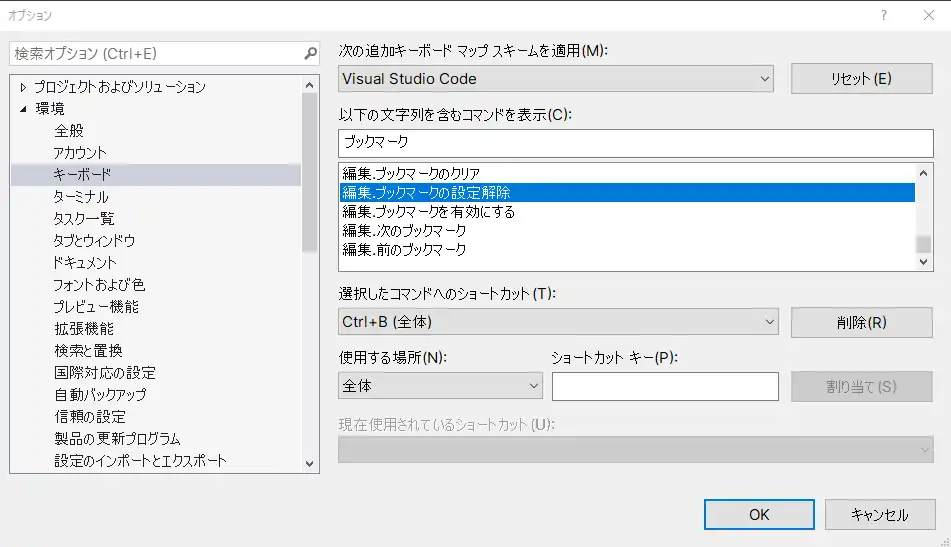 オプション
?
検索オプション (Ctrl+E)
プロジェクトおよびソリューション
環境
全般
アカウント
キーボード
ターミナル
タスク一覧
タブとウィンドウ
ドキュメント
フォントおよび色
プレビュー機能
拡張機能
検索と置換
国際対応の設定
自動バックアップ
信頼の設定
製品の更新プログラム
設定のインポートとエクスポート
次の追加キーボード マップ スキームを適用(M):
Visual Studio Code
リセット(E)
以下の文字列を含むコマンドを表示(C):
ブックマーク
編集.ブックマークのクリア
編集.ブックマークの設定解除
編集.ブックマークを有効にする
編集.次のブックマーク
編集.前のブックマーク
選択したコマンドへのショートカット(T):
Ctrl+B (全体)
削除(R)
使用する場所(N):
ショートカット キー(P):
全体
割り当て(S)
現在使用されているショートカット(U):
OK
キャンセル